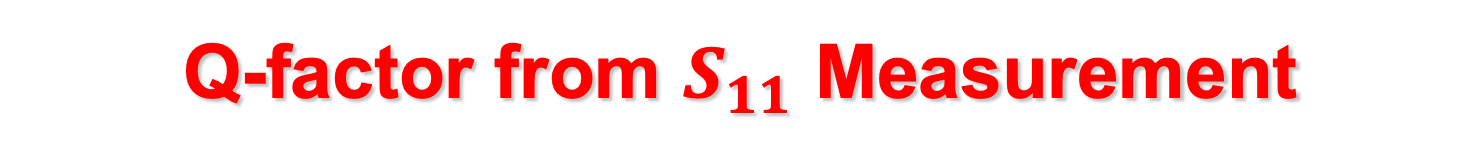 Q-factor from S₁₁ Measurement